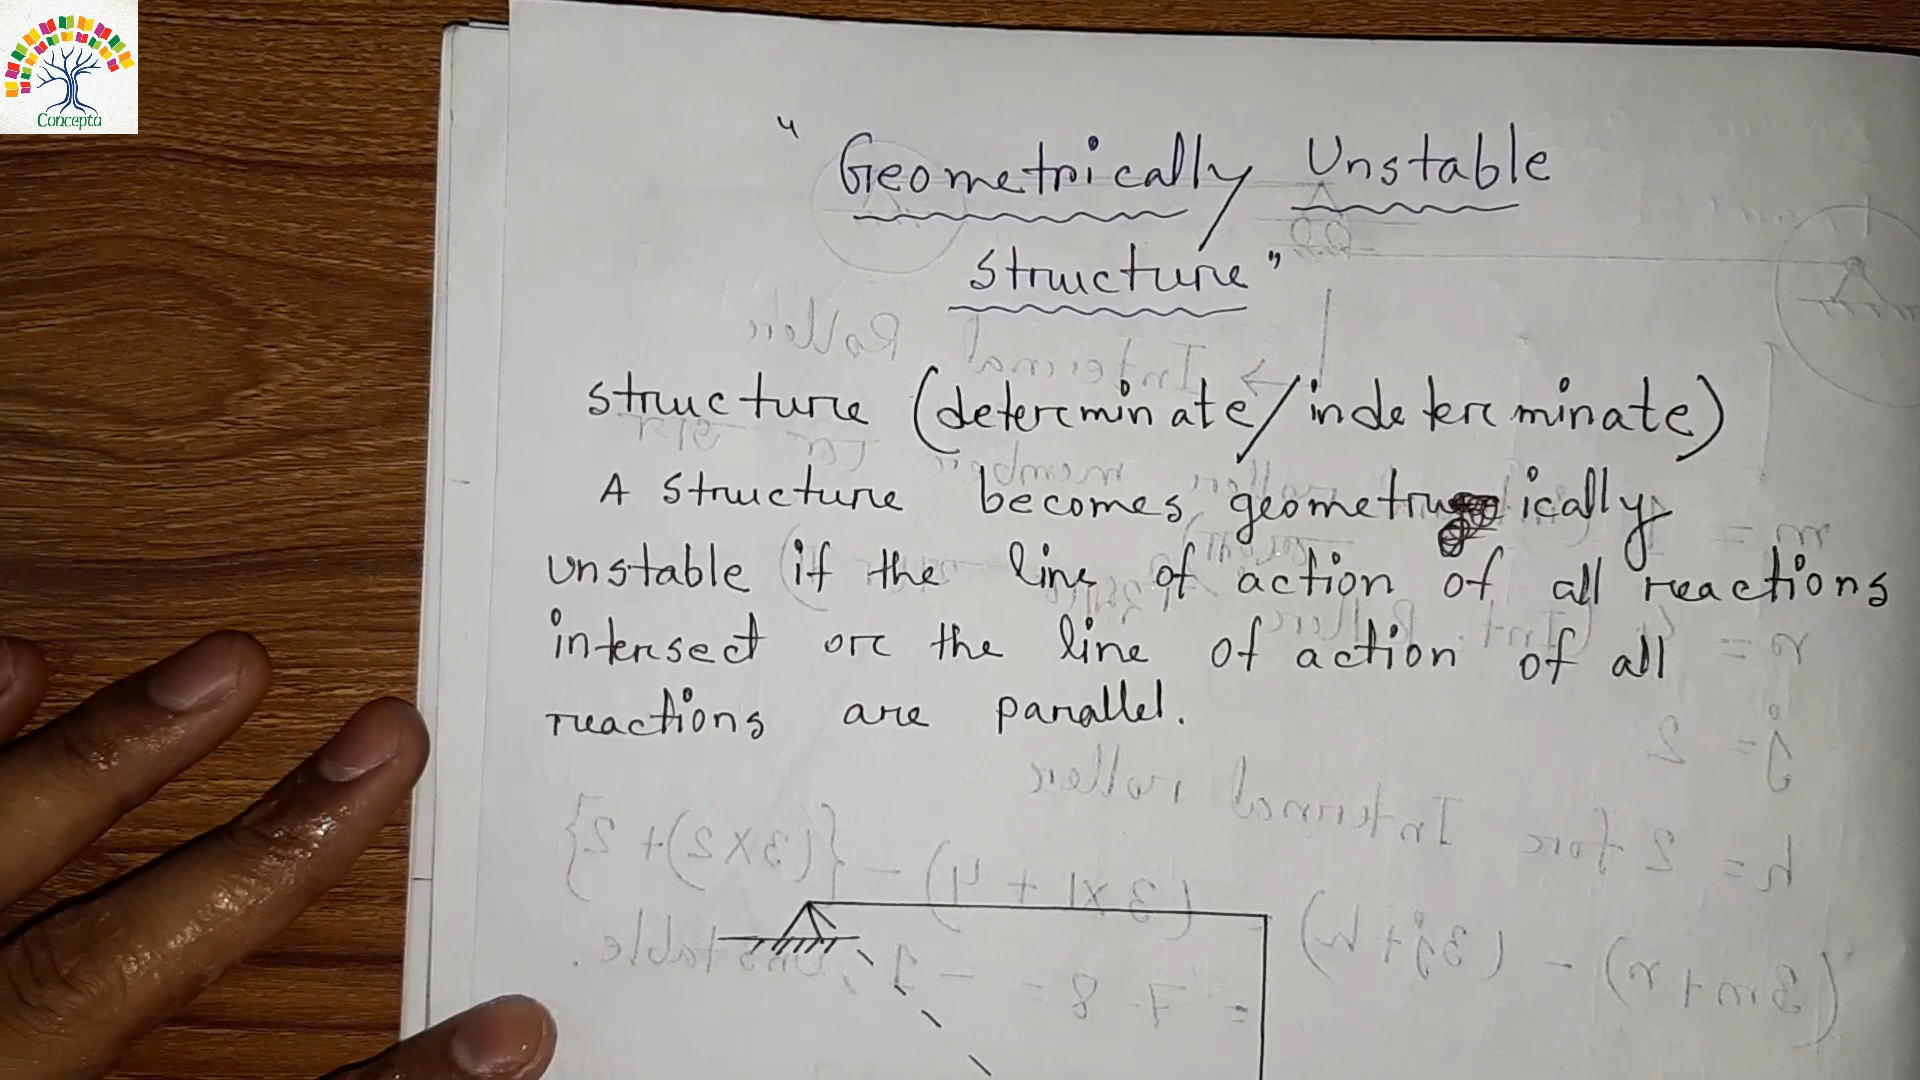 Concepta
"Geometrically Unstable
Structure"
Structure (determinate/indeterminate)
A structure becomes geometrically
unstable if the line of action of all reactions
intersect or the line of action of all
reactions are parallel.